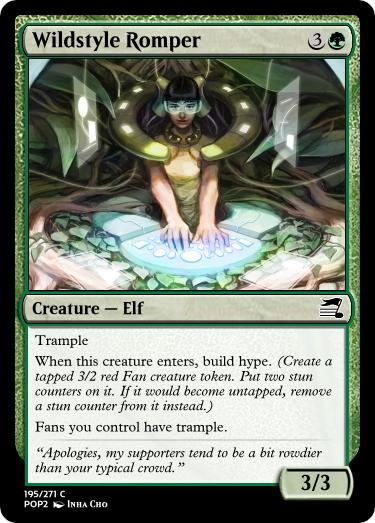 Wildstyle Romper 3
Creature — Elf
Trample
When this creature enters, build hype. (Create a
tapped 3/2 red Fan creature token. Put two stun
counters on it. If it would become untapped, remove
a stun counter from it instead.)
Fans you control have trample.
“Apologies, my supporters tend to be a bit rowdier
than your typical crowd.”
3/3
195/271 C
POP2 Inha Cho